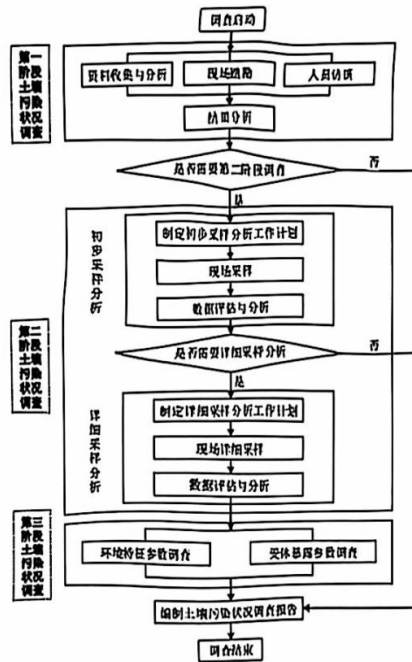 调查启动
第一
阶段
土壤
污染
状况
调查
资料收集与分析
现场踏勘
人员访谈
结果分析
是否需要第二阶段调查
否
是
初步采样分析
制定初步采样分析工作计划
现场采样
数据评估与分析
第二
阶段
土壤
污染
状况
调查
是否需要详细采样分析
否
是
详细采样分析
制定详细采样分析工作计划
现场详细采样
数据评估与分析
第三
阶段
土壤
污染
状况
调查
环境特征参数调查
受体暴露参数调查
编制土壤污染状况调查报告
调查结束